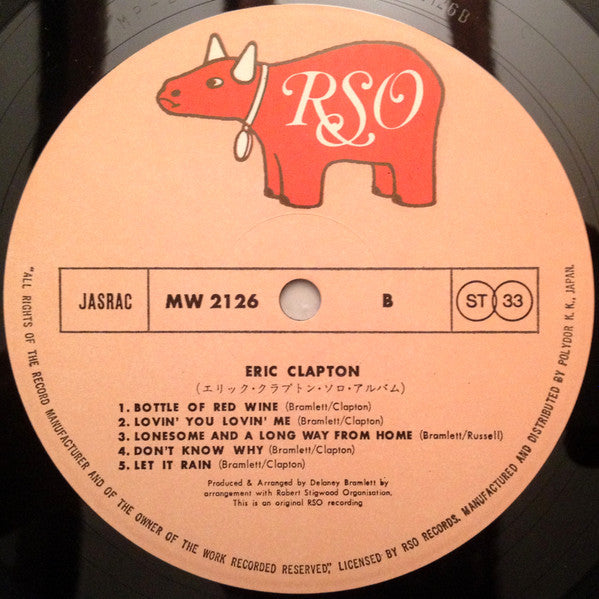 RSO
JASRAC MW 2126 B ST 33
ERIC CLAPTON
(エリック・クラプトン・ソロ・アルバム)
1. BOTTLE OF RED WINE (Bramlett/Clapton)
2. LOVIN' YOU LOVIN' ME (Bramlett/Clapton)
3. LONESOME AND A LONG WAY FROM HOME (Bramlett/Russell)
4. DON'T KNOW WHY (Bramlett/Clapton)
5. LET IT RAIN (Bramlett/Clapton)
Produced & Arranged by Delaney Bramlett by
arrangement with Robert Stigwood Organisation.
This is an original RSO recording
"ALL RIGHTS OF THE RECORD MANUFACTURER AND OF THE OWNER OF THE WORK RECORDED RESERVED," LICENSED BY RSO RECORDS. MANUFACTURED AND DISTRIBUTED BY POLYDOR K. K., JAPAN.